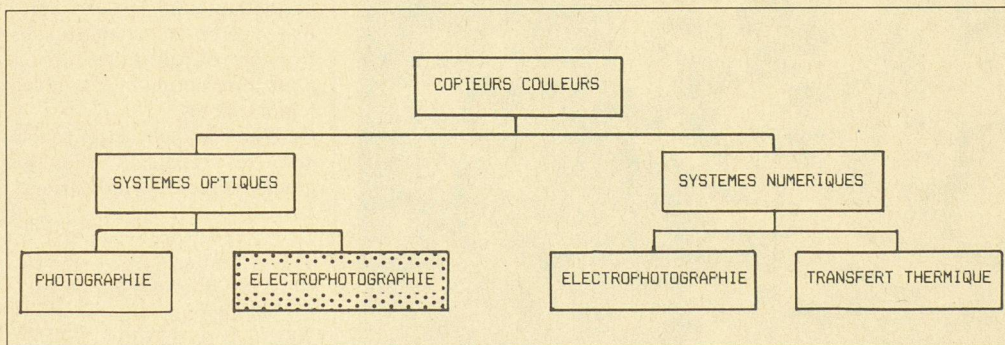 COPIEURS COULEURS
SYSTEMES OPTIQUES
SYSTEMES NUMERIQUES
PHOTOGRAPHIE
ELECTROPHOTOGRAPHIE
ELECTROPHOTOGRAPHIE
TRANSFERT THERMIQUE